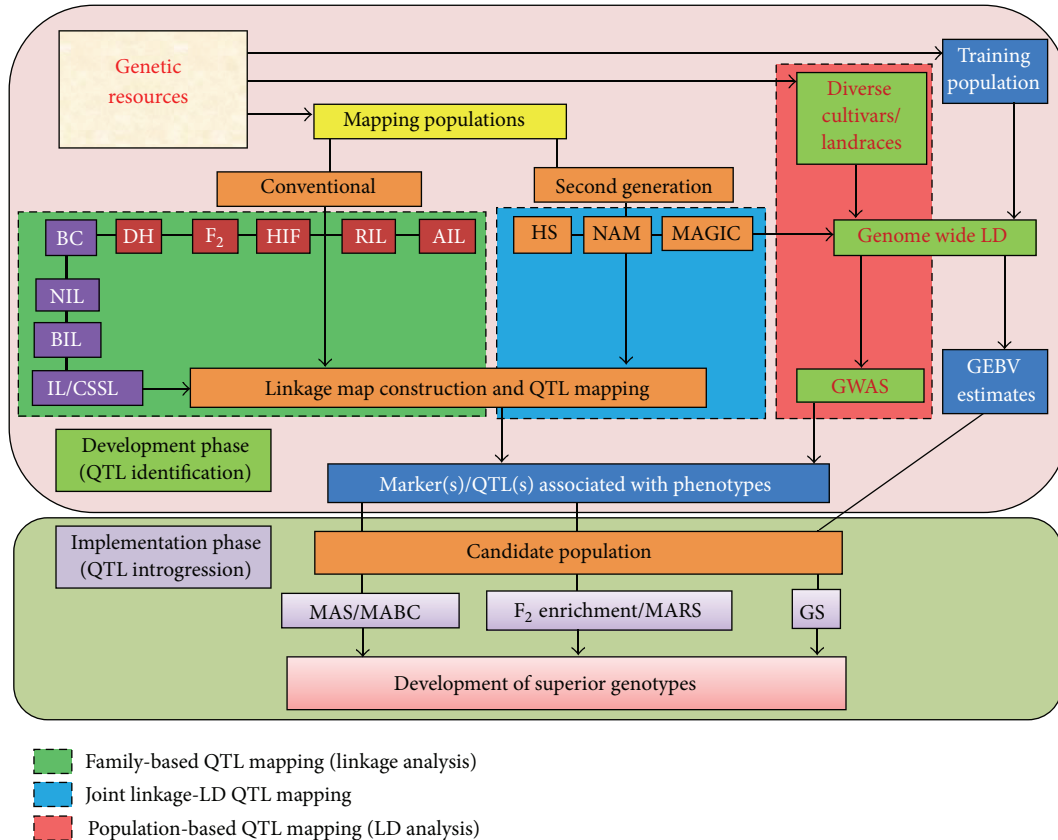 Genetic
resources
Training
population
Diverse
cultivars/
landraces
Mapping populations
Conventional
Second generation
BC
DH
F₂
HIF
RIL
AIL
HS
NAM
MAGIC
Genome wide LD
NIL
BIL
IL/CSSL
Linkage map construction and QTL mapping
GWAS
GEBV
estimates
Development phase
(QTL identification)
Marker(s)/QTL(s) associated with phenotypes
Implementation phase
(QTL introgression)
Candidate population
MAS/MABC
F₂ enrichment/MARS
GS
Development of superior genotypes
Family-based QTL mapping (linkage analysis)
Joint linkage-LD QTL mapping
Population-based QTL mapping (LD analysis)